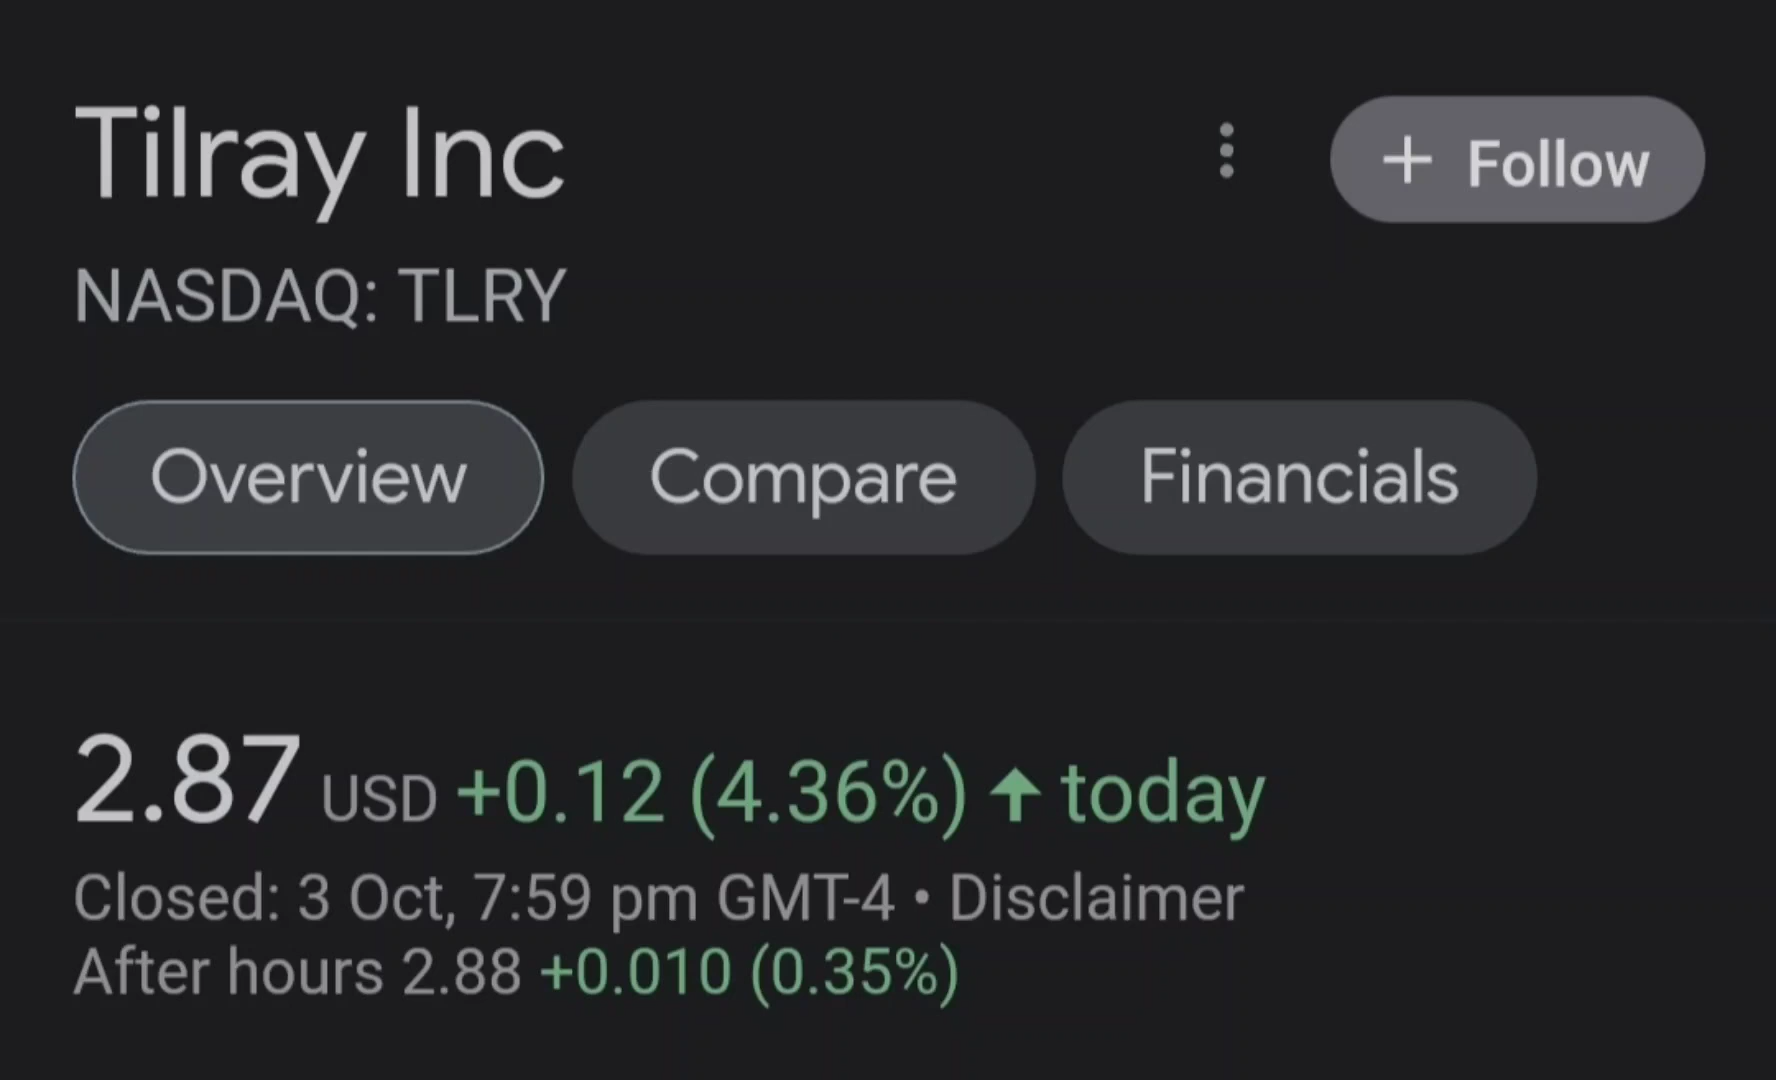 Tilray Inc
+ Follow
NASDAQ: TLRY
Overview
Compare
Financials
2.87 USD +0.12 (4.36%) ↑ today
Closed: 3 Oct, 7:59 pm GMT-4 • Disclaimer
After hours 2.88 +0.010 (0.35%)